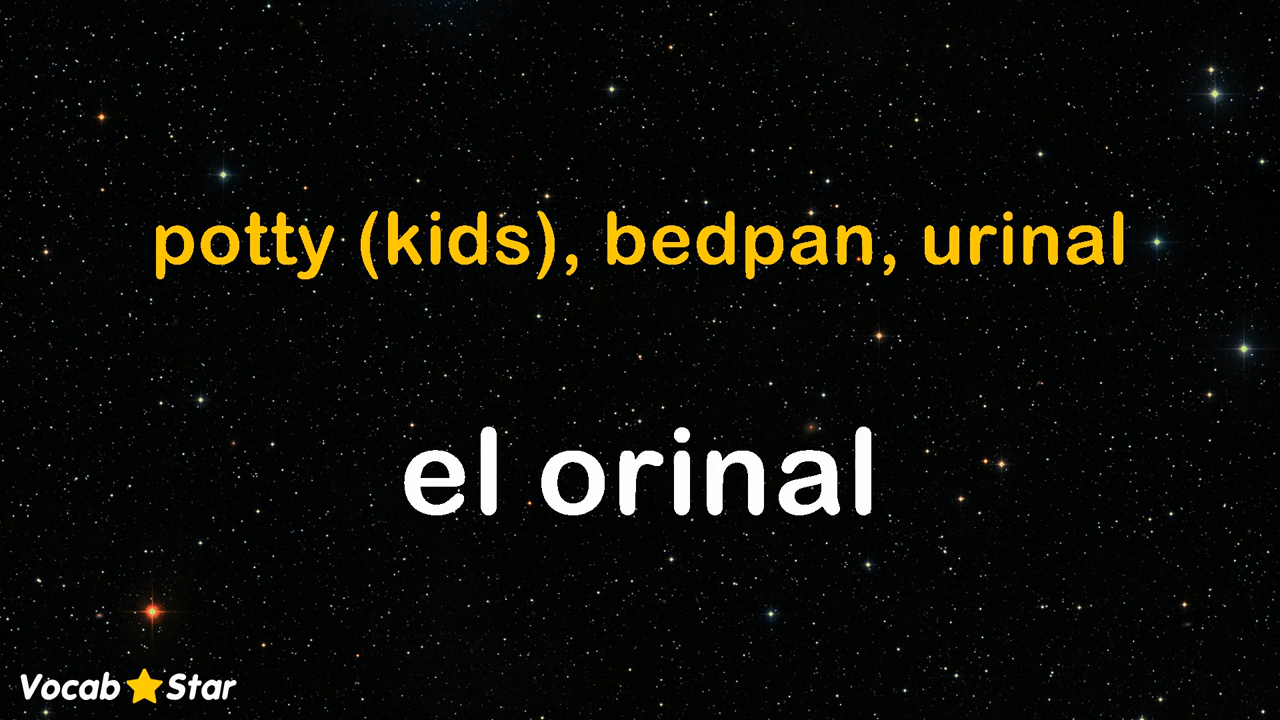 potty (kids), bedpan, urinal
el orinal
Vocab Star